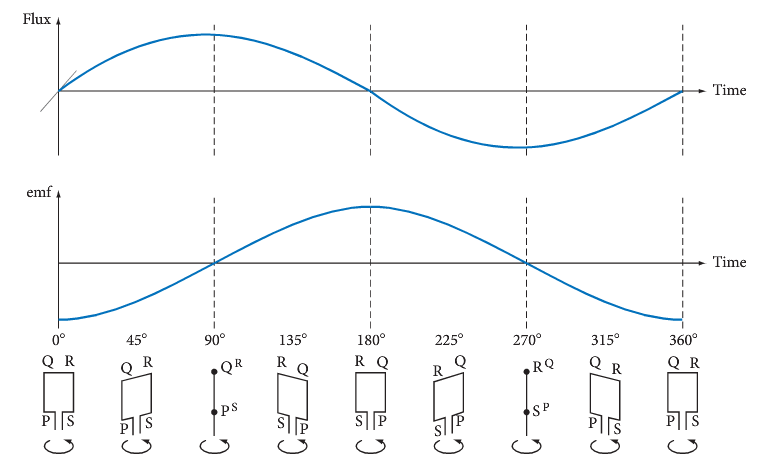 Flux
Time
emf
Time
0° 45° 90° 135° 180° 225° 270° 315° 360°
Q R Q R Q R R Q R Q R Q R Q Q R Q R
P S P S P S S P S P S P S P P S P S